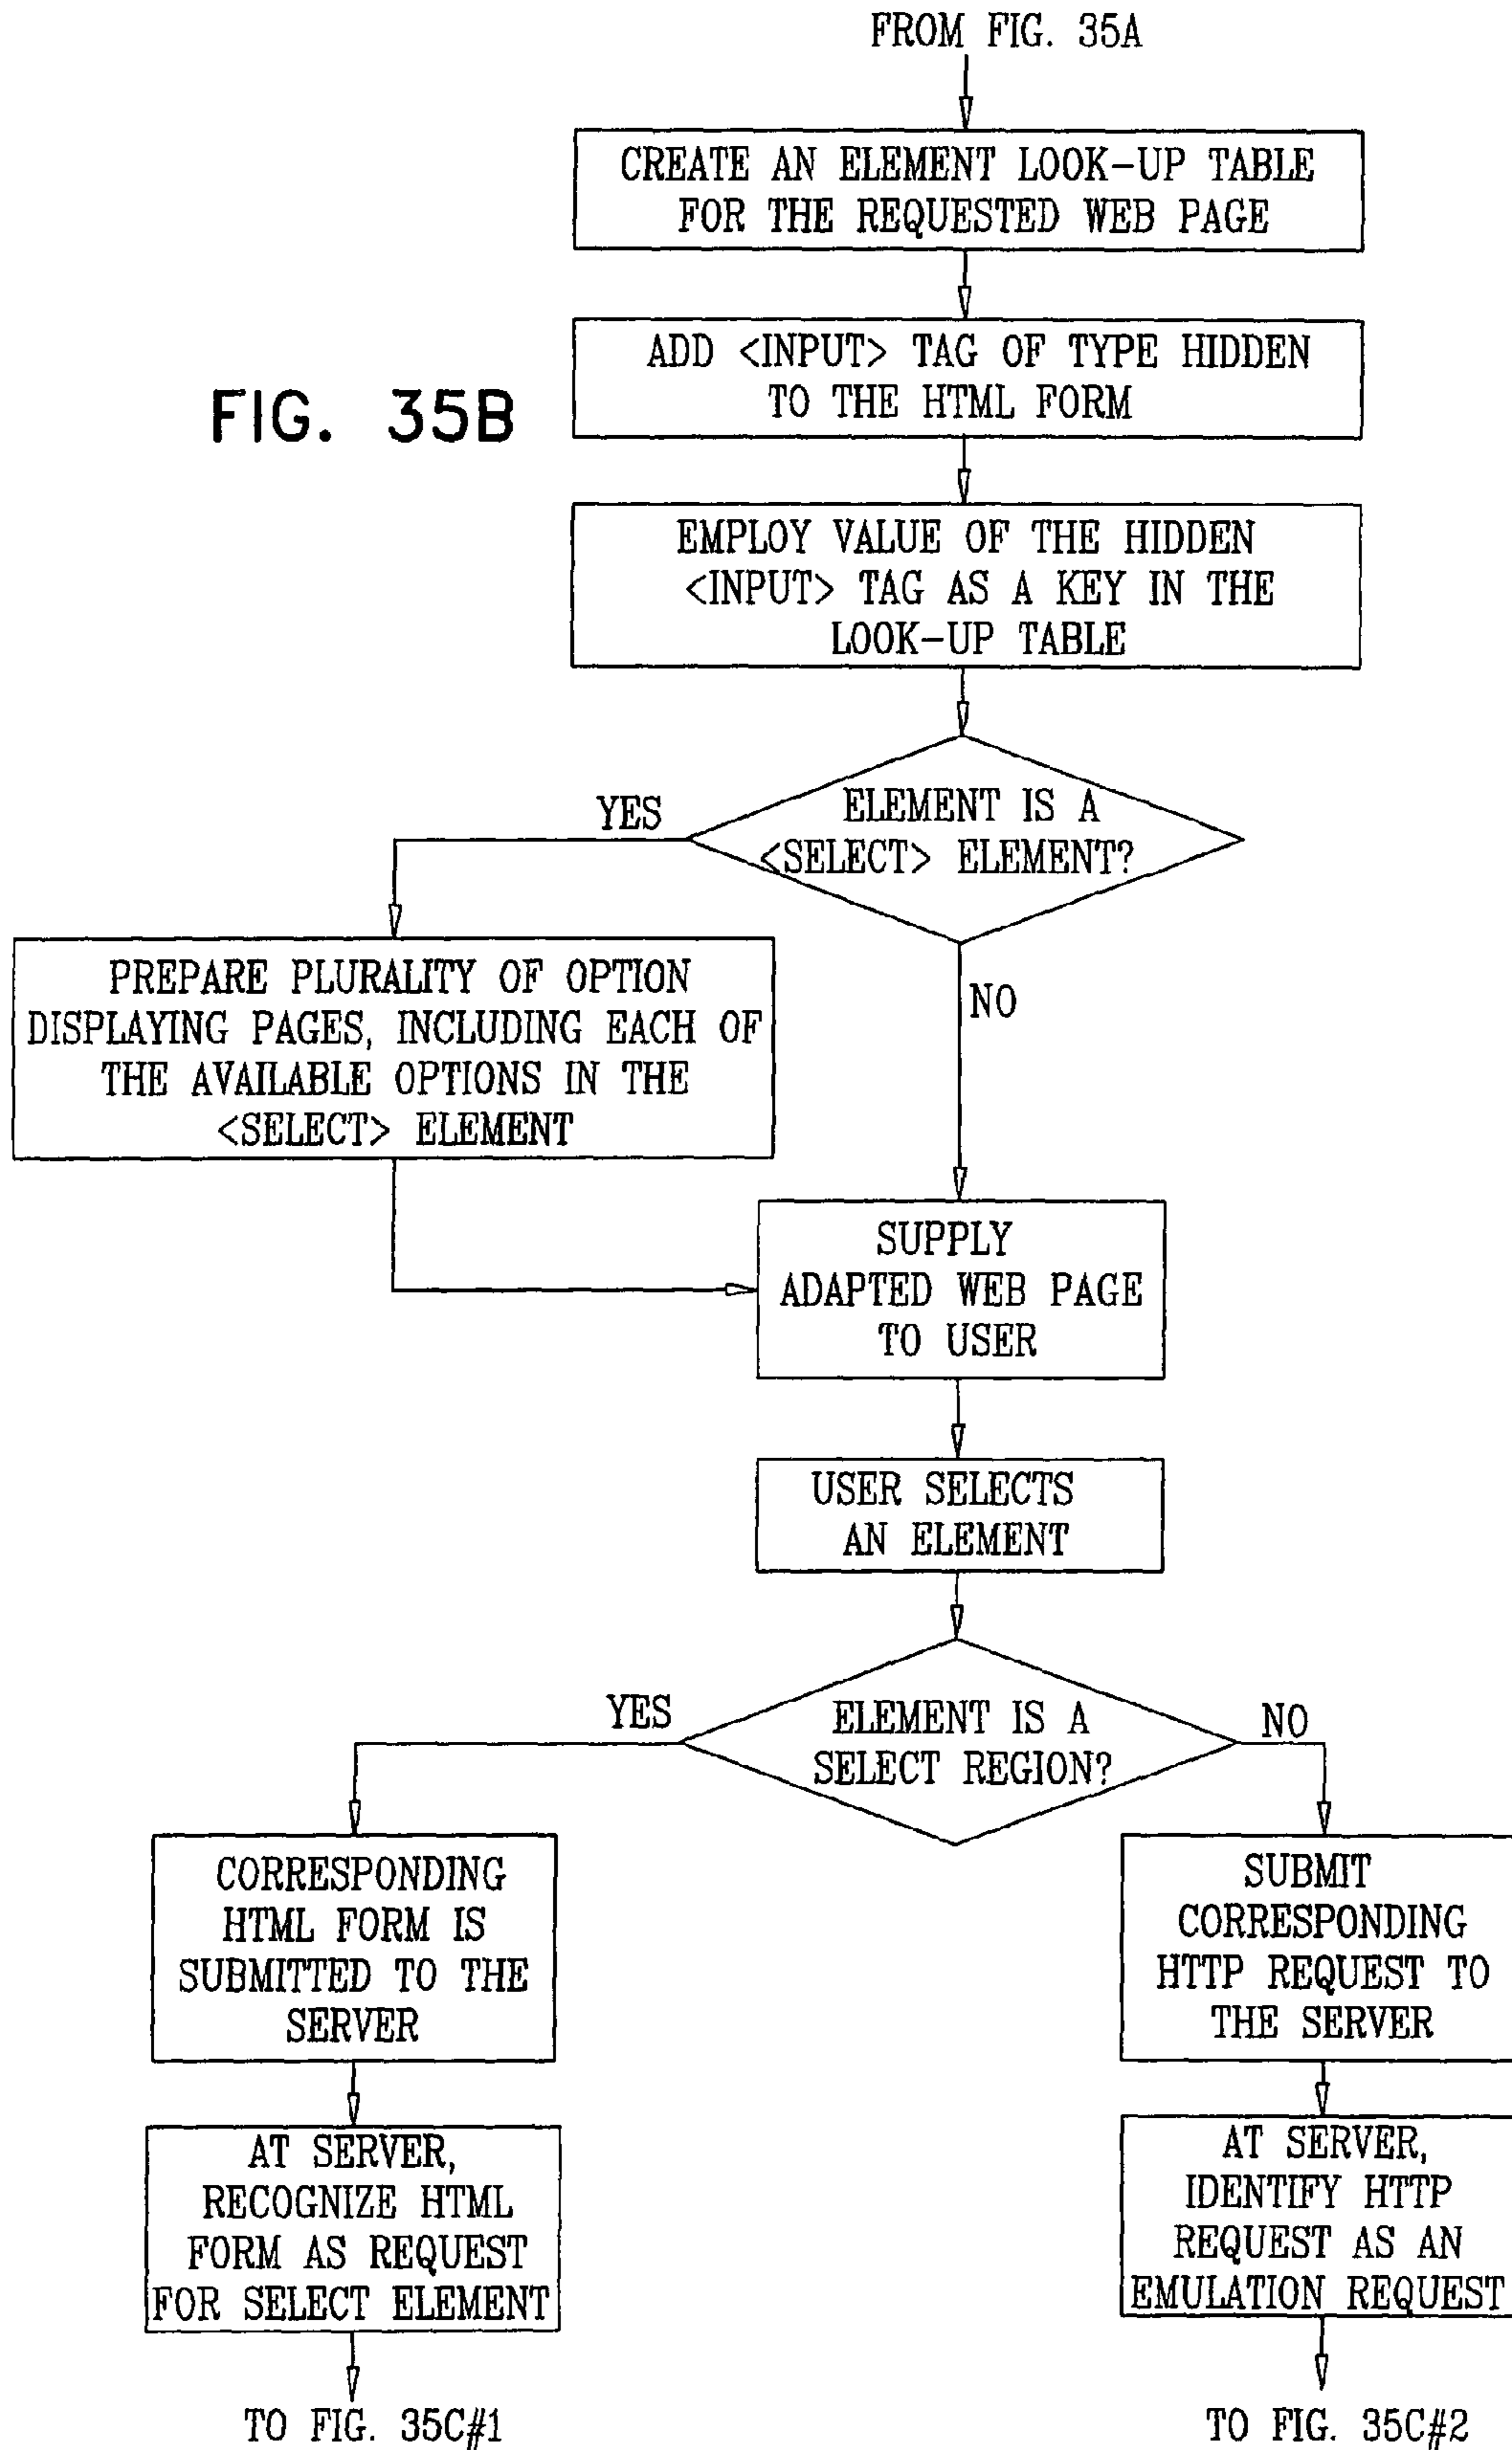 FROM FIG. 35A
CREATE AN ELEMENT LOOK-UP TABLE
FOR THE REQUESTED WEB PAGE
FIG. 35B
ADD <INPUT> TAG OF TYPE HIDDEN
TO THE HTML FORM
EMPLOY VALUE OF THE HIDDEN
<INPUT> TAG AS A KEY IN THE
LOOK-UP TABLE
ELEMENT IS A
<SELECT> ELEMENT?
YES
NO
PREPARE PLURALITY OF OPTION
DISPLAYING PAGES, INCLUDING EACH OF
THE AVAILABLE OPTIONS IN THE
<SELECT> ELEMENT
SUPPLY
ADAPTED WEB PAGE
TO USER
USER SELECTS
AN ELEMENT
ELEMENT IS A
SELECT REGION?
YES
NO
CORRESPONDING
HTML FORM IS
SUBMITTED TO THE
SERVER
SUBMIT
CORRESPONDING
HTTP REQUEST TO
THE SERVER
AT SERVER,
RECOGNIZE HTML
FORM AS REQUEST
FOR SELECT ELEMENT
AT SERVER,
IDENTIFY HTTP
REQUEST AS AN
EMULATION REQUEST
TO FIG. 35C#1
TO FIG. 35C#2